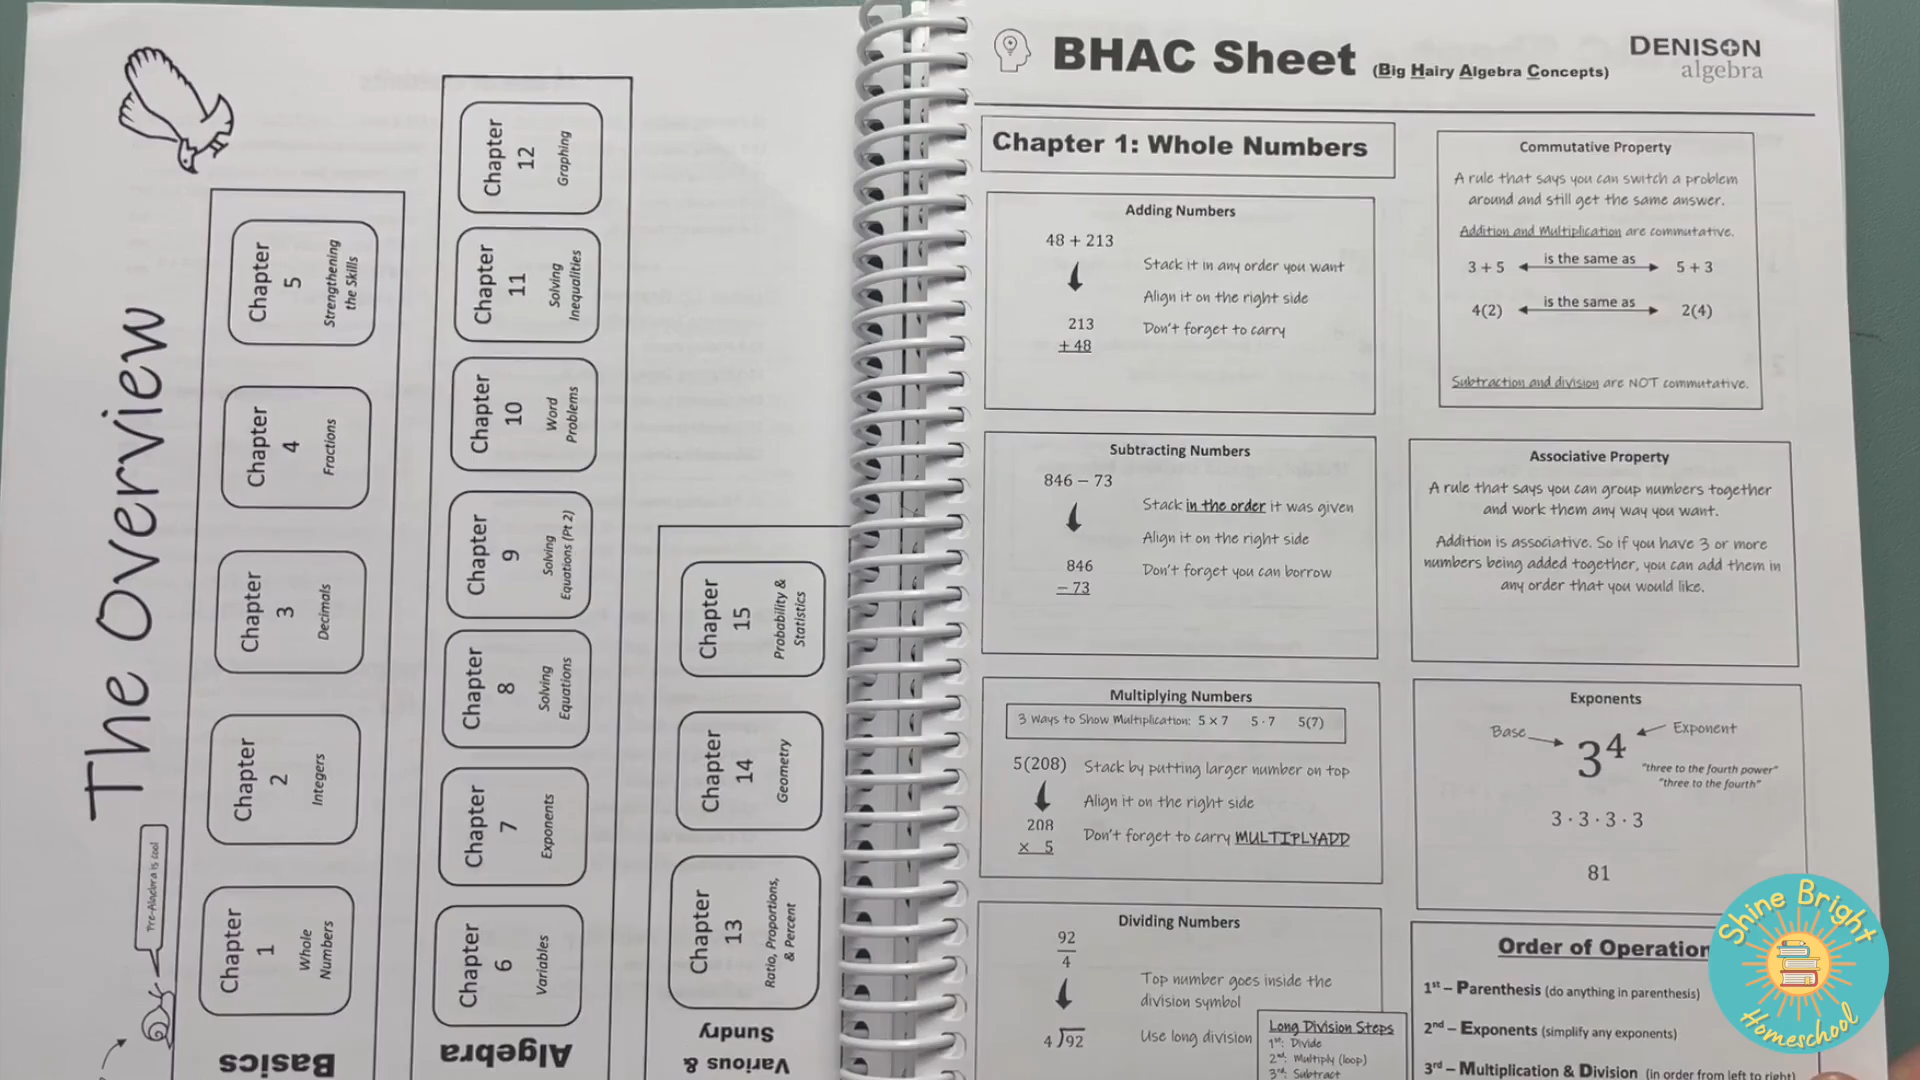 The Overview
Pre-Algebra is cool
Basics
Chapter
1
Whole
Numbers
Chapter
2
Integers
Chapter
3
Decimals
Chapter
4
Fractions
Chapter
5
Strengthening
the Skills
Algebra
Chapter
6
Variables
Chapter
7
Exponents
Chapter
8
Solving
Equations
Chapter
9
Solving
Equations (Pt 2)
Chapter
10
Word
Problems
Chapter
11
Solving
Inequalities
Chapter
12
Graphing
Various &
Sundry
Chapter
13
Ratio, Proportions,
& Percent
Chapter
14
Geometry
Chapter
15
Probability &
Statistics
BHAC Sheet (Big Hairy Algebra Concepts)
DENISON
algebra
Chapter 1: Whole Numbers
Adding Numbers
48 + 213
Stack it in any order you want
Align it on the right side
Don't forget to carry
213
+ 48
Subtracting Numbers
846 − 73
Stack in the order it was given
Align it on the right side
Don't forget you can borrow
846
− 73
Multiplying Numbers
3 Ways to Show Multiplication: 5 × 7 5 · 7 5(7)
5(208)
Stack by putting larger number on top
Align it on the right side
Don't forget to carry MULTIPLYADD
208
× 5
Dividing Numbers
92
4
Top number goes inside the
division symbol
Use long division
4)92
Long Division Steps
1st: Divide
2nd: Multiply (loop)
3rd: Subtract
Commutative Property
A rule that says you can switch a problem
around and still get the same answer.
Addition and Multiplication are commutative.
3 + 5 is the same as 5 + 3
4(2) is the same as 2(4)
Subtraction and division are NOT commutative.
Associative Property
A rule that says you can group numbers together
and work them any way you want.
Addition is associative. So if you have 3 or more
numbers being added together, you can add them in
any order that you would like.
Exponents
Base
3⁴
Exponent
"three to the fourth power"
"three to the fourth"
3 · 3 · 3 · 3
81
Order of Operation
1st – Parenthesis (do anything in parenthesis)
2nd – Exponents (simplify any exponents)
3rd – Multiplication & Division (in order from left to right)
Shine Bright
Homeschool